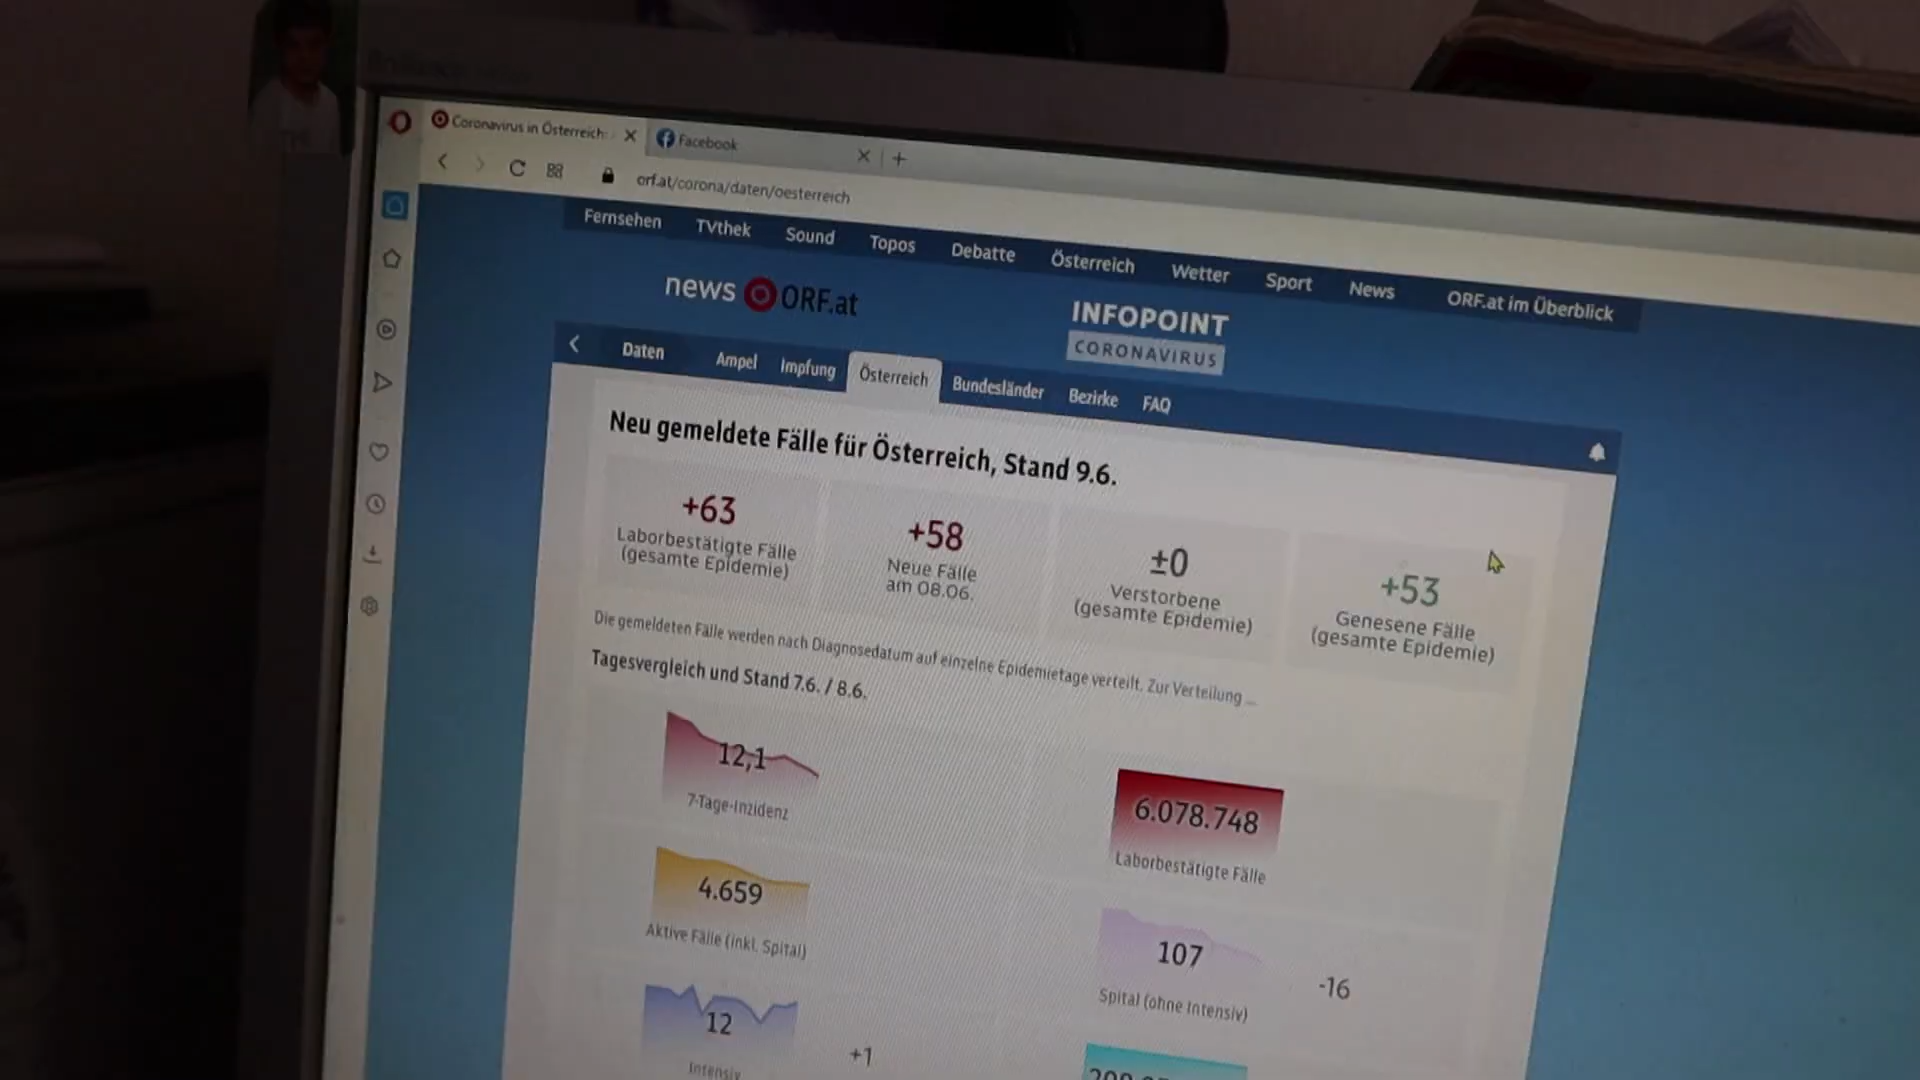 Coronavirus in Österreich:
Facebook
orf.at/corona/daten/oesterreich
Fernsehen TVthek Sound Topos Debatte Österreich Wetter Sport News ORF.at im Überblick
news ORF.at
INFOPOINT
CORONAVIRUS
Daten Ampel Impfung Österreich Bundesländer Bezirke FAQ
Neu gemeldete Fälle für Österreich, Stand 9.6.
+63
Laborbestätigte Fälle
(gesamte Epidemie)
+58
Neue Fälle
am 08.06.
±0
Verstorbene
(gesamte Epidemie)
+53
Genesene Fälle
(gesamte Epidemie)
Die gemeldeten Fälle werden nach Diagnosedatum auf einzelne Epidemietage verteilt. Zur Verteilung ...
Tagesvergleich und Stand 7.6. / 8.6.
12,1
7-Tage-Inzidenz
6.078.748
Laborbestätigte Fälle
4.659
Aktive Fälle (inkl. Spital)
107 -16
Spital (ohne Intensiv)
12 +1
Intensiv